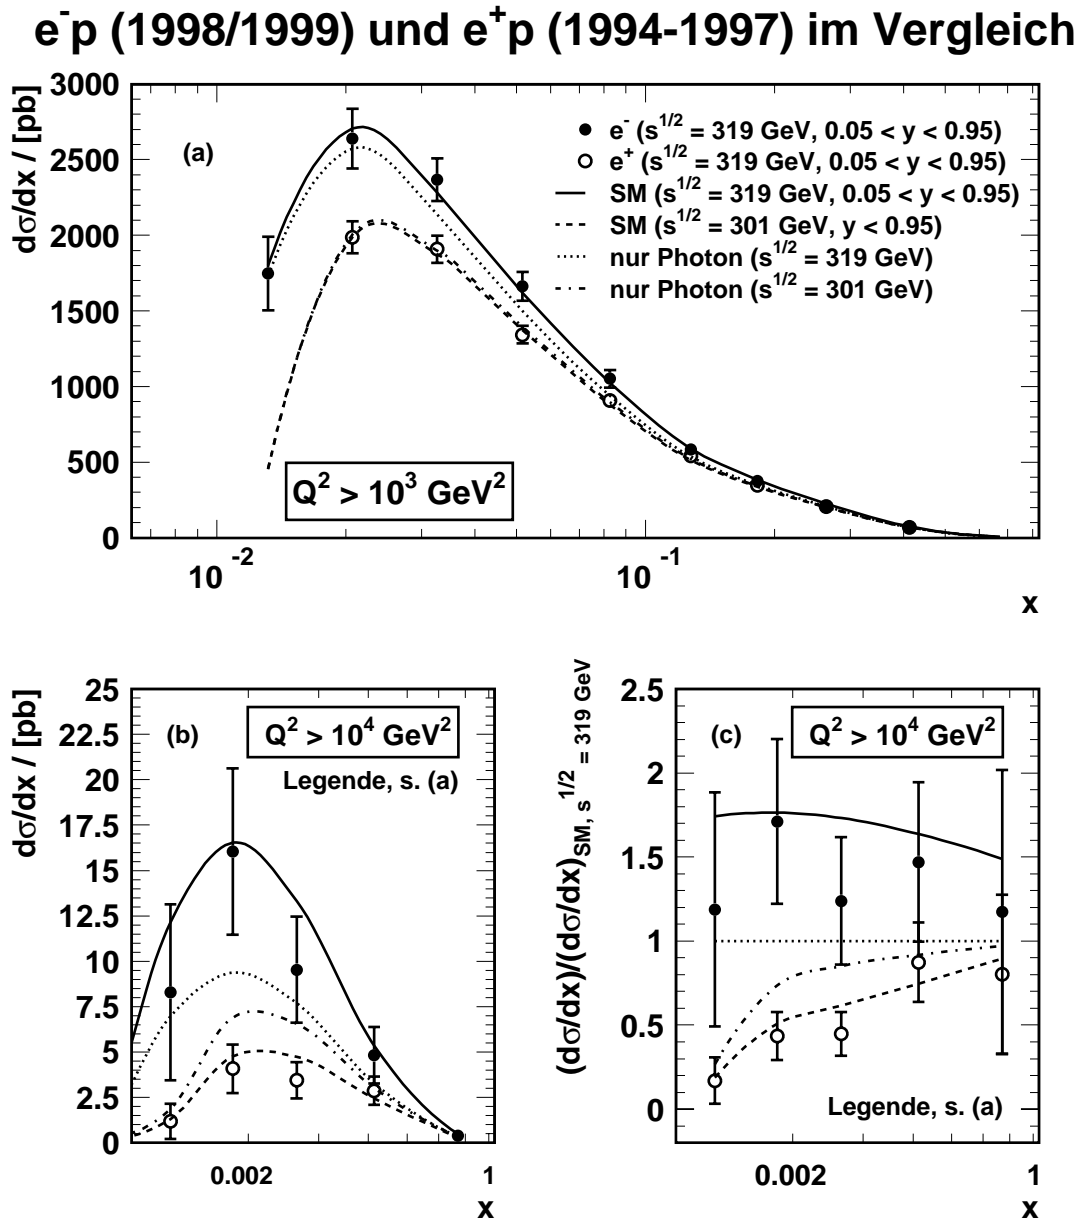 e⁻p (1998/1999) und e⁺p (1994-1997) im Vergleich
dσ/dx / [pb]
3000
2500
2000
1500
1000
500
0
(a)
e⁻ (s^1/2 = 319 GeV, 0.05 < y < 0.95)
e⁺ (s^1/2 = 319 GeV, 0.05 < y < 0.95)
SM (s^1/2 = 319 GeV, 0.05 < y < 0.95)
SM (s^1/2 = 301 GeV, y < 0.95)
nur Photon (s^1/2 = 319 GeV)
nur Photon (s^1/2 = 301 GeV)
Q² > 10³ GeV²
10⁻²
10⁻¹
x
dσ/dx / [pb]
25
22.5
20
17.5
15
12.5
10
7.5
5
2.5
0
(b)
Q² > 10⁴ GeV²
Legende, s. (a)
0.002
1
x
(dσ/dx)/(dσ/dx)SM, s^1/2 = 319 GeV
2.5
2
1.5
1
0.5
0
(c)
Q² > 10⁴ GeV²
Legende, s. (a)
0.002
1
x